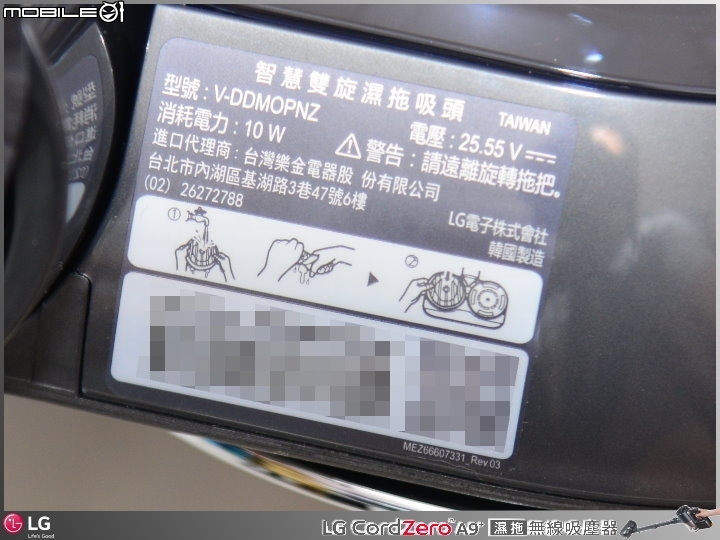 MOBILE01
智慧雙旋濕拖吸頭
TAIWAN
型號：V-DDMOPNZ
電壓：25.55 V
消耗電力：10 W
警告：請遠離旋轉拖把。
進口代理商：台灣樂金電器股 份有限公司
台北市內湖區基湖路3巷47號6樓
(02) 26272788
LG電子株式會社
韓國製造
①
②
MEZ66607331_Rev03
LG
Life's Good
LG CordZero A9+ 濕拖 無線吸塵器